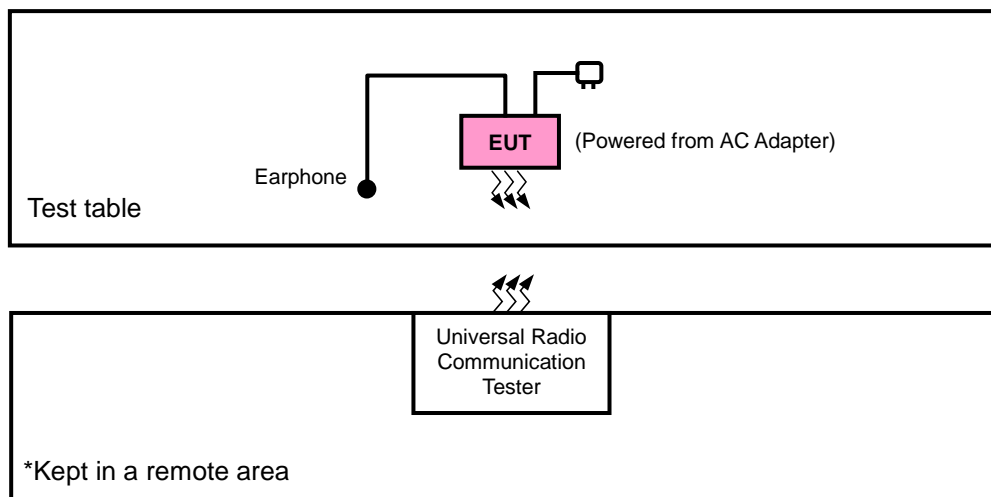 EUT
(Powered from AC Adapter)
Earphone
Test table
Universal Radio
Communication
Tester
*Kept in a remote area